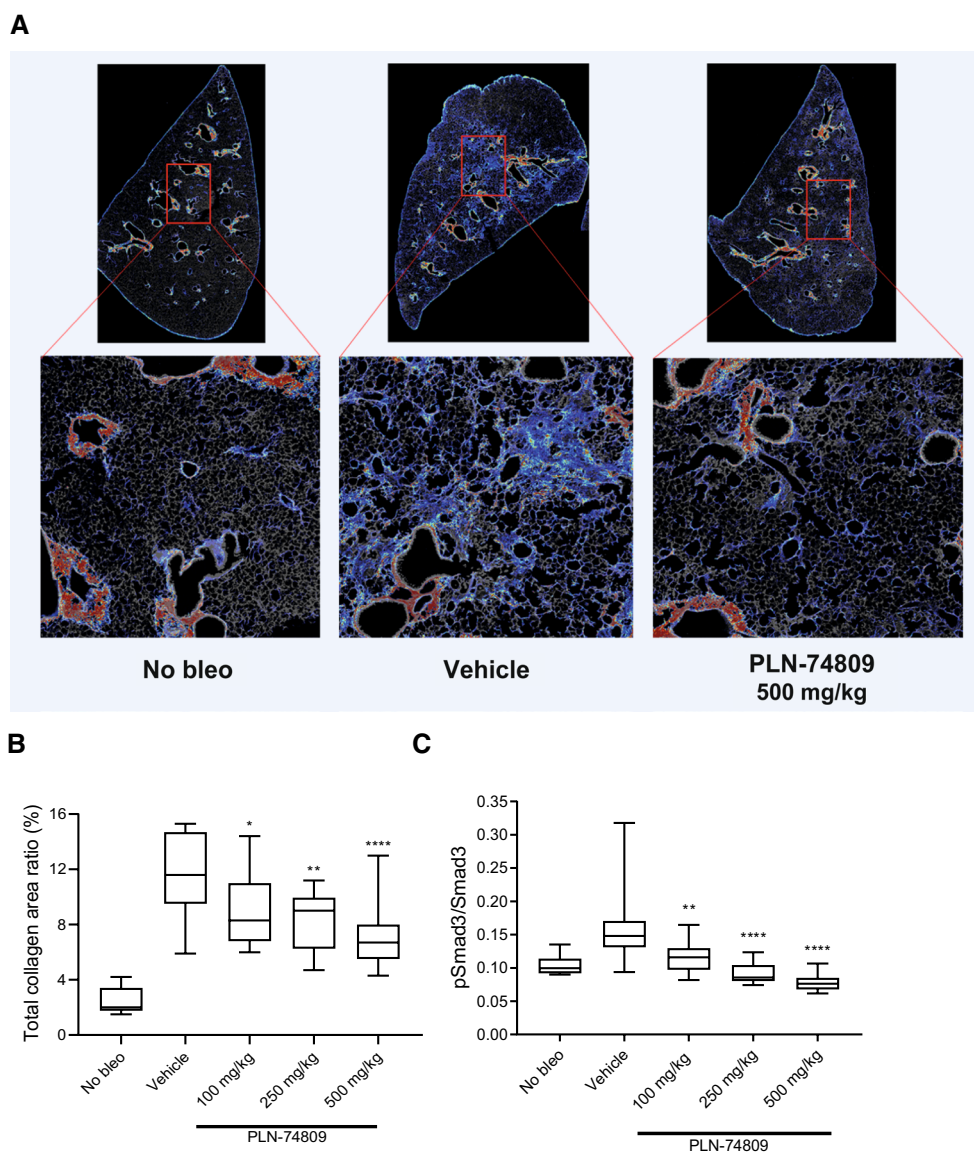 A
No bleo
Vehicle
PLN-74809
500 mg/kg
B
Total collagen area ratio (%)
16
12
8
4
0
*
**
****
No bleo
Vehicle
100 mg/kg
250 mg/kg
500 mg/kg
PLN-74809
C
pSmad3/Smad3
0.35
0.30
0.25
0.20
0.15
0.10
0.05
0.00
**
****
****
No bleo
Vehicle
100 mg/kg
250 mg/kg
500 mg/kg
PLN-74809